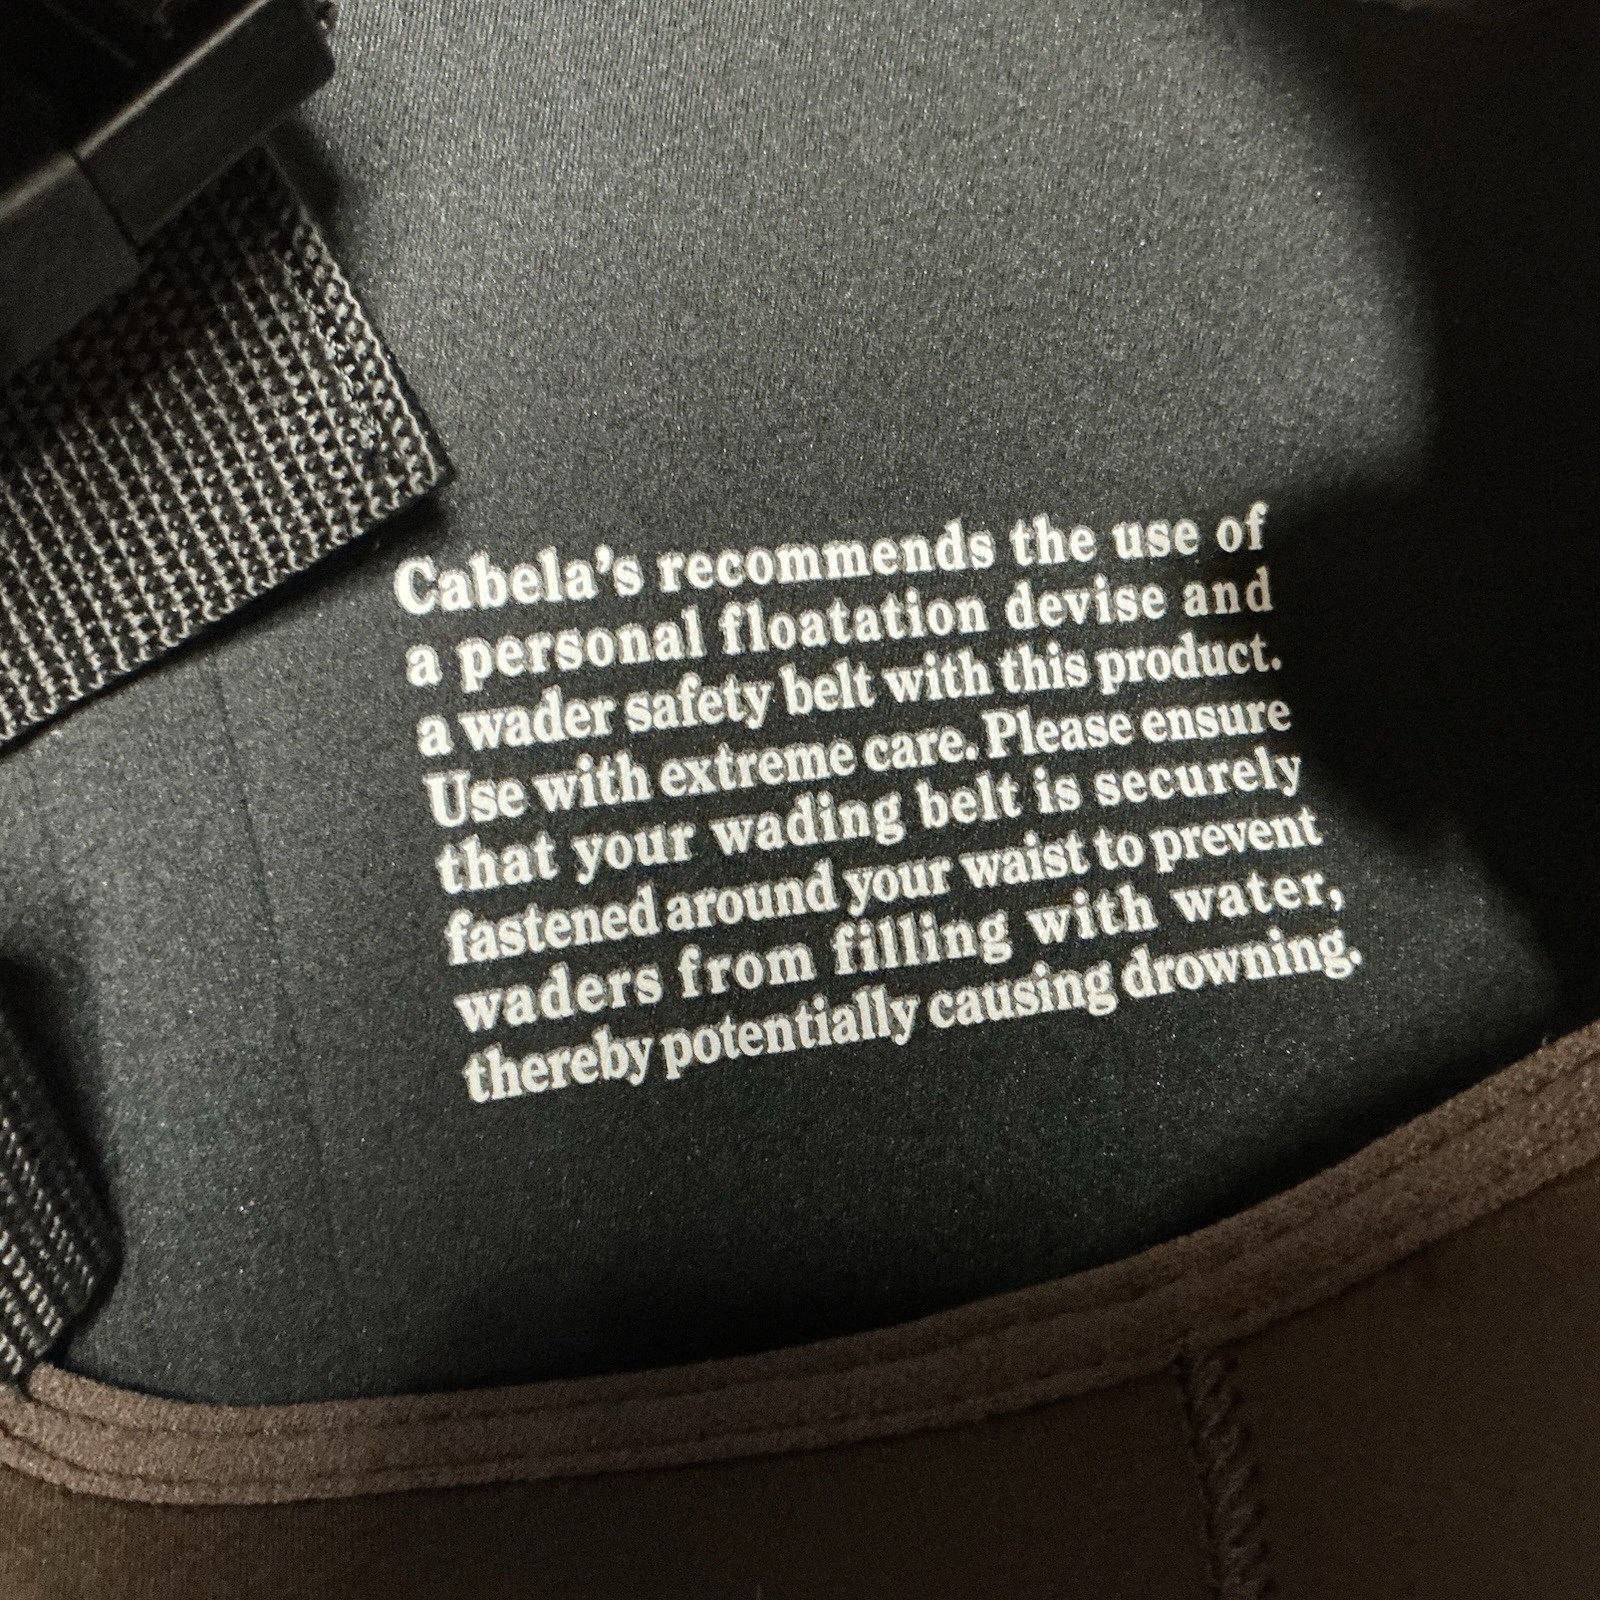 Cabela's recommends the use of
a personal floatation devise and
a wader safety belt with this product.
Use with extreme care. Please ensure
that your wading belt is securely
fastened around your waist to prevent
waders from filling with water,
thereby potentially causing drowning.